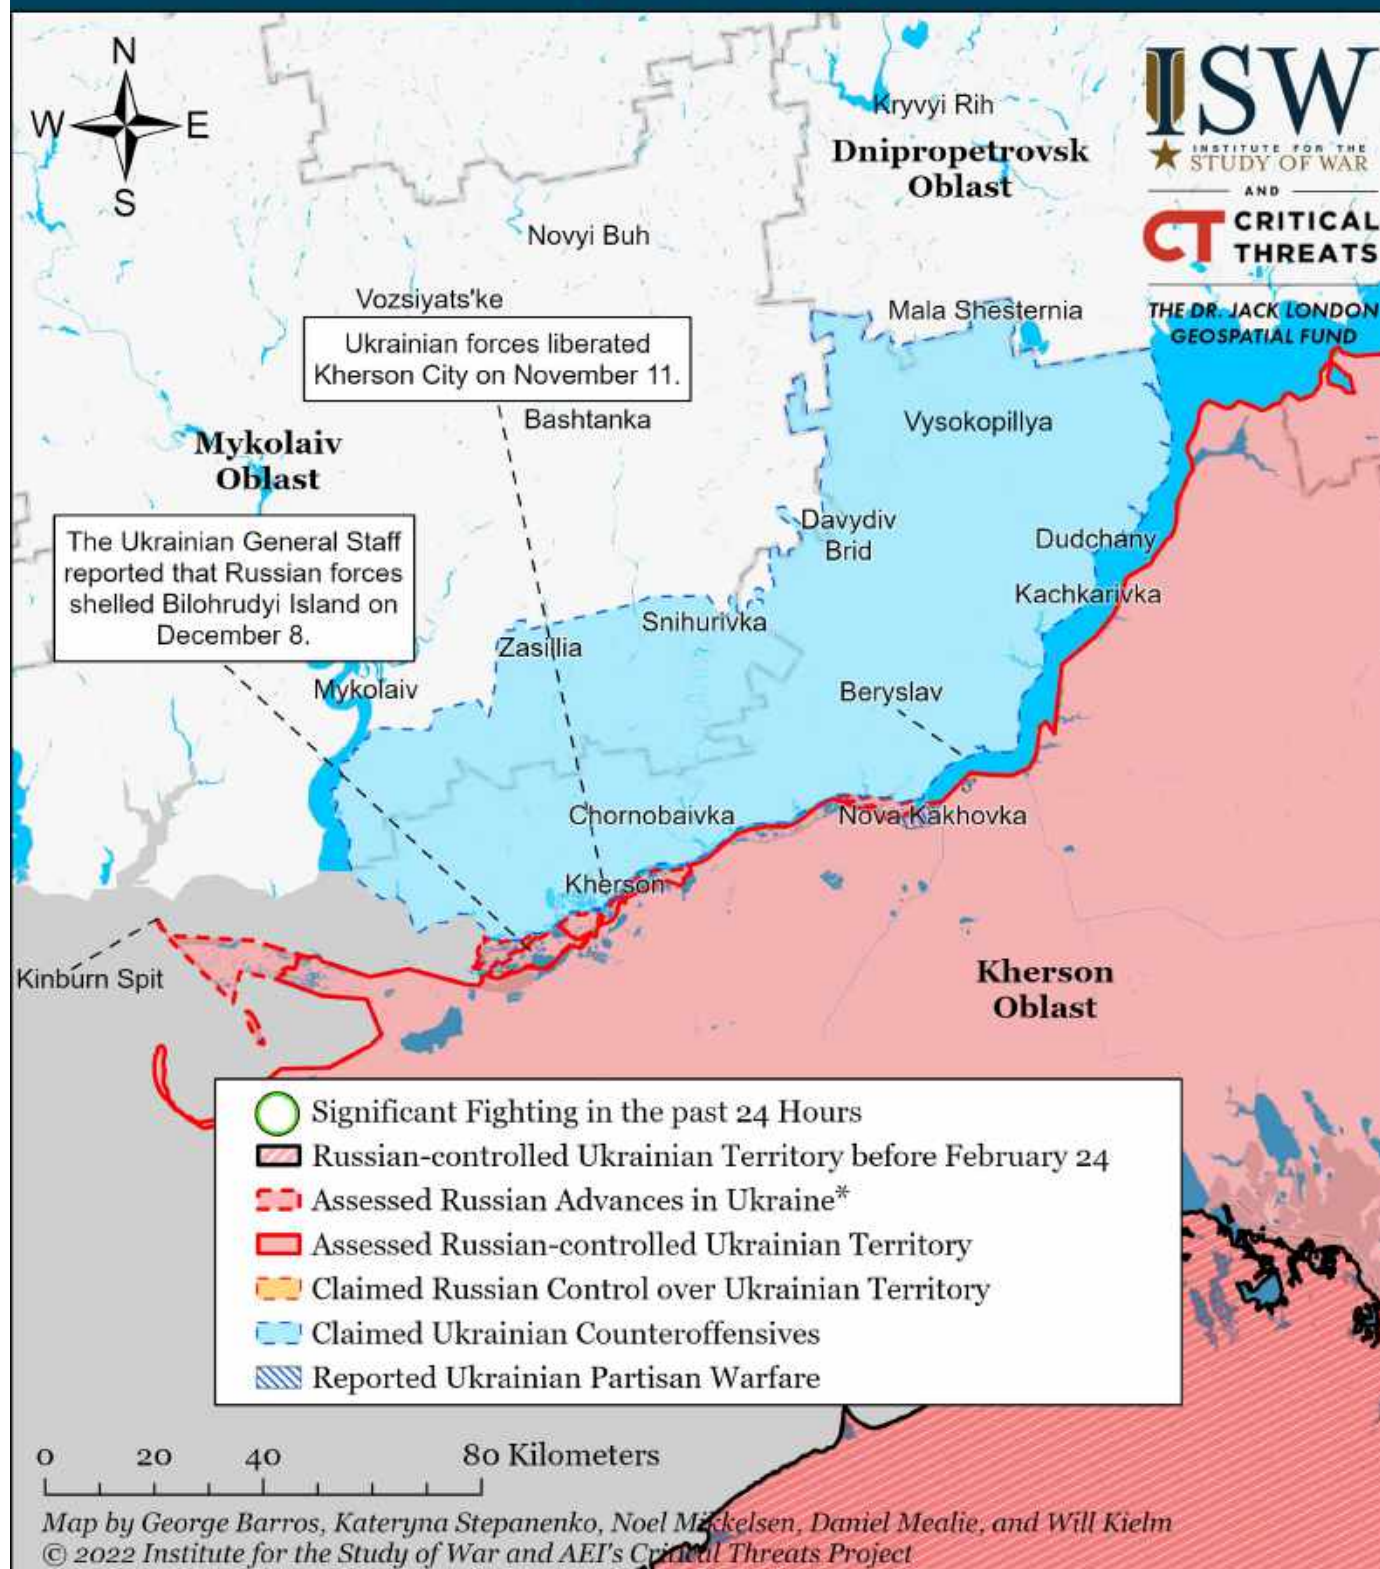 N
W
E
S
ISW
INSTITUTE FOR THE
STUDY OF WAR
AND
CT CRITICAL
THREATS
THE DR. JACK LONDON
GEOSPATIAL FUND
Kryvyi Rih
Dnipropetrovsk
Oblast
Novyi Buh
Vozsiyats'ke
Mala Shesternia
Ukrainian forces liberated
Kherson City on November 11.
Bashtanka
Vysokopillya
Mykolaiv
Oblast
Davydiv
Brid
Dudchany
The Ukrainian General Staff
reported that Russian forces
shelled Bilohrudyi Island on
December 8.
Kachkarivka
Snihurivka
Zasillia
Mykolaiv
Beryslav
Chornobaivka
Nova Kakhovka
Kherson
Kinburn Spit
Kherson
Oblast
Significant Fighting in the past 24 Hours
Russian-controlled Ukrainian Territory before February 24
Assessed Russian Advances in Ukraine*
Assessed Russian-controlled Ukrainian Territory
Claimed Russian Control over Ukrainian Territory
Claimed Ukrainian Counteroffensives
Reported Ukrainian Partisan Warfare
0 20 40 80 Kilometers
Map by George Barros, Kateryna Stepanenko, Noel Mikkelsen, Daniel Mealie, and Will Kielm
© 2022 Institute for the Study of War and AEI's Critical Threats Project